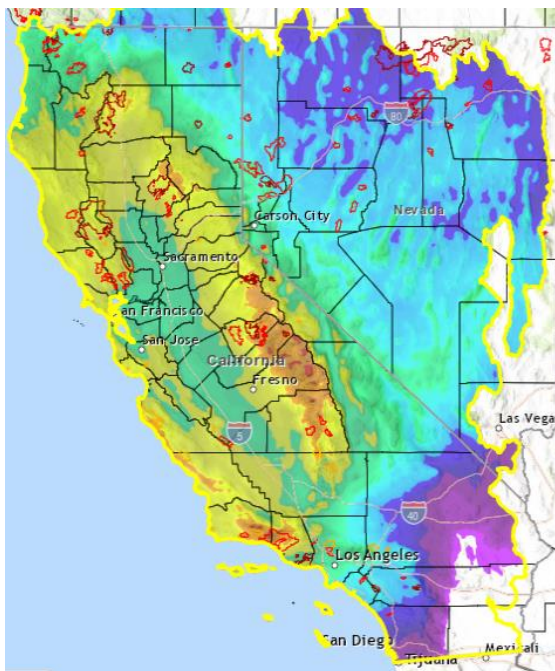 80
Carson City
Nevada
Sacramento
an Francisco
San Jose
California
Fresno
5
Las Vega
40
Los Angeles
San Diego
Tijuana
Mexicali